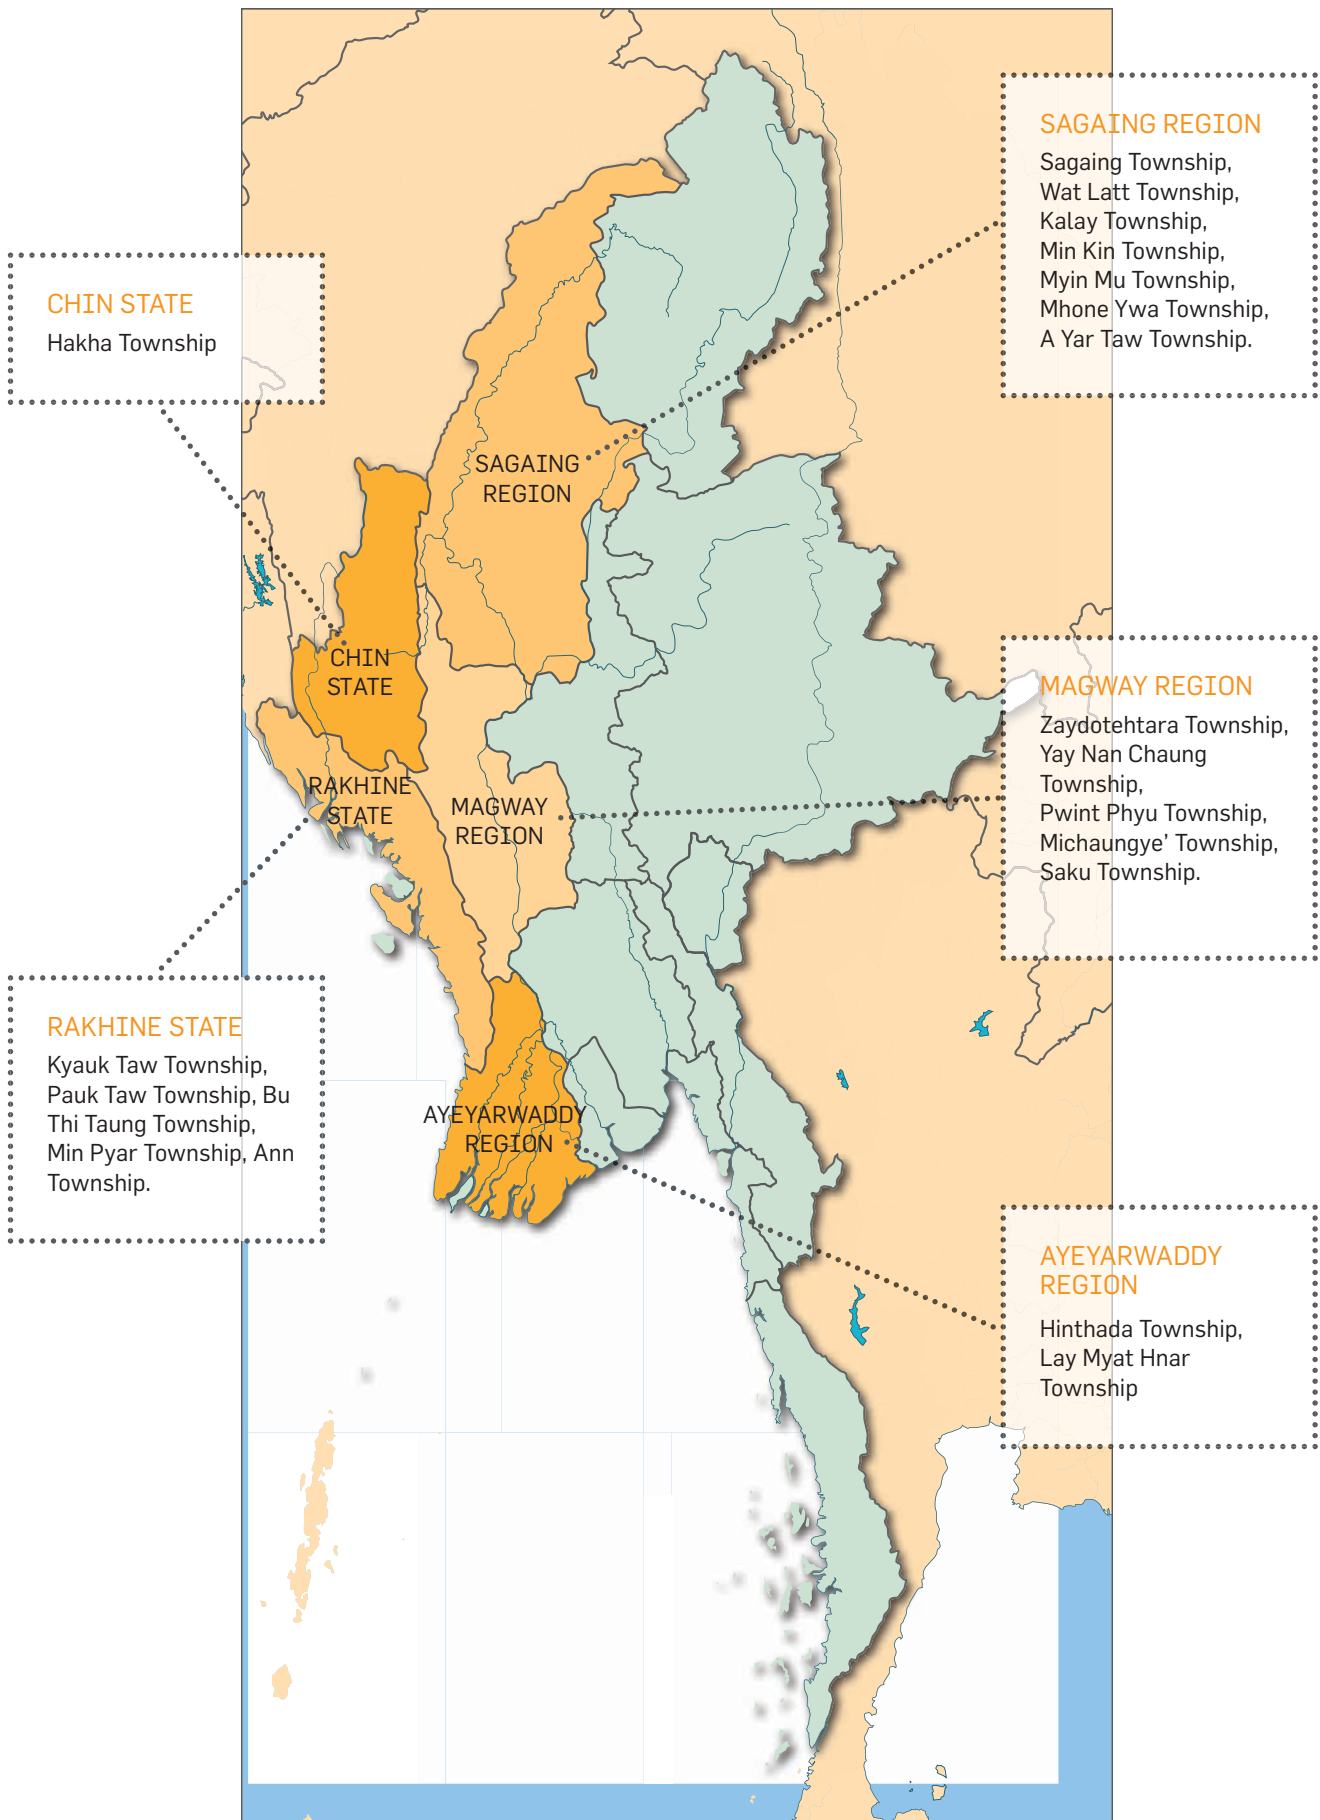 SAGAING REGION
Sagaing Township,
Wat Latt Township,
Kalay Township,
Min Kin Township,
Myin Mu Township,
Mhone Ywa Township,
A Yar Taw Township.
CHIN STATE
Hakha Township
SAGAING
REGION
CHIN
STATE
RAKHINE
STATE
MAGWAY
REGION
MAGWAY REGION
Zaydotehtara Township,
Yay Nan Chaung
Township,
Pwint Phyu Township,
Michaungye’ Township,
Saku Township.
RAKHINE STATE
Kyauk Taw Township,
Pauk Taw Township, Bu
Thi Taung Township,
Min Pyar Township, Ann
Township.
AYEYARWADDY
REGION
AYEYARWADDY
REGION
Hinthada Township,
Lay Myat Hnar
Township